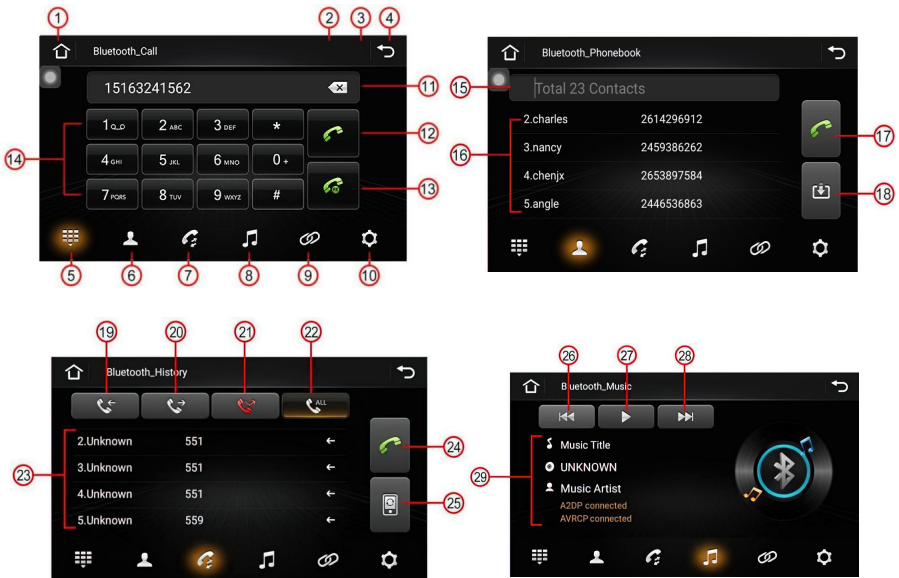 1
2
3
4
Bluetooth_Call
15163241562
11
1
2 ABC
3 DEF
*
12
14
4 GHI
5 JKL
6 MNO
0 +
13
7 PQRS
8 TUV
9 WXYZ
#
5
6
7
8
9
10
Bluetooth_Phonebook
15
Total 23 Contacts
2.charles 2614296912
17
3.nancy 2459386262
16
4.chenjx 2653897584
18
5.angle 2446536863
19
20
21
22
Bluetooth_History
ALL
2.Unknown 551
24
3.Unknown 551
23
4.Unknown 551
25
5.Unknown 559
26
27
28
Bluetooth_Music
Music Title
UNKNOWN
29
Music Artist
A2DP connected
AVRCP connected